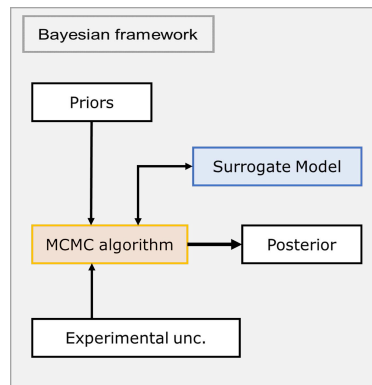 Bayesian framework
Priors
Surrogate Model
MCMC algorithm
Posterior
Experimental unc.